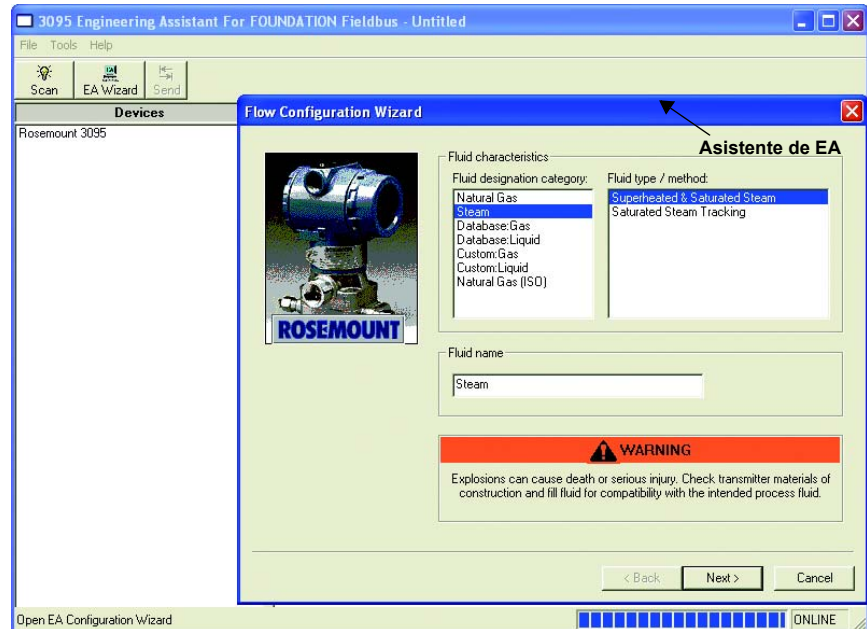 3095 Engineering Assistant For FOUNDATION Fieldbus - Untitled
File Tools Help
Scan
EA Wizard
Send
Devices
Rosemount 3095
Flow Configuration Wizard
Asistente de EA
ROSEMOUNT
Fluid characteristics
Fluid designation category:
Natural Gas
Steam
Database:Gas
Database:Liquid
Custom:Gas
Custom:Liquid
Natural Gas (ISO)
Fluid type / method:
Superheated & Saturated Steam
Saturated Steam Tracking
Fluid name
Steam
WARNING
Explosions can cause death or serious injury. Check transmitter materials of
construction and fill fluid for compatibility with the intended process fluid.
< Back
Next >
Cancel
Open EA Configuration Wizard
ONLINE